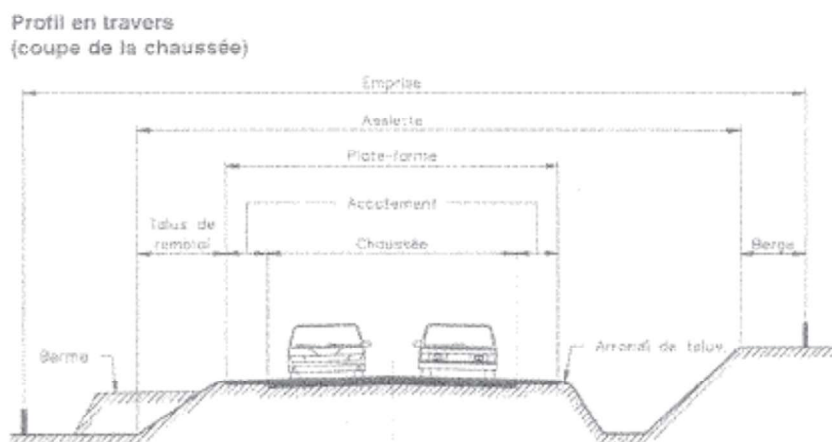 Profil en travers
(coupe de la chaussée)
Emprise
Assiette
Plate-forme
Accotement
Talus de
remblai
Chaussée
Berge
Berme
Arrondi de talus